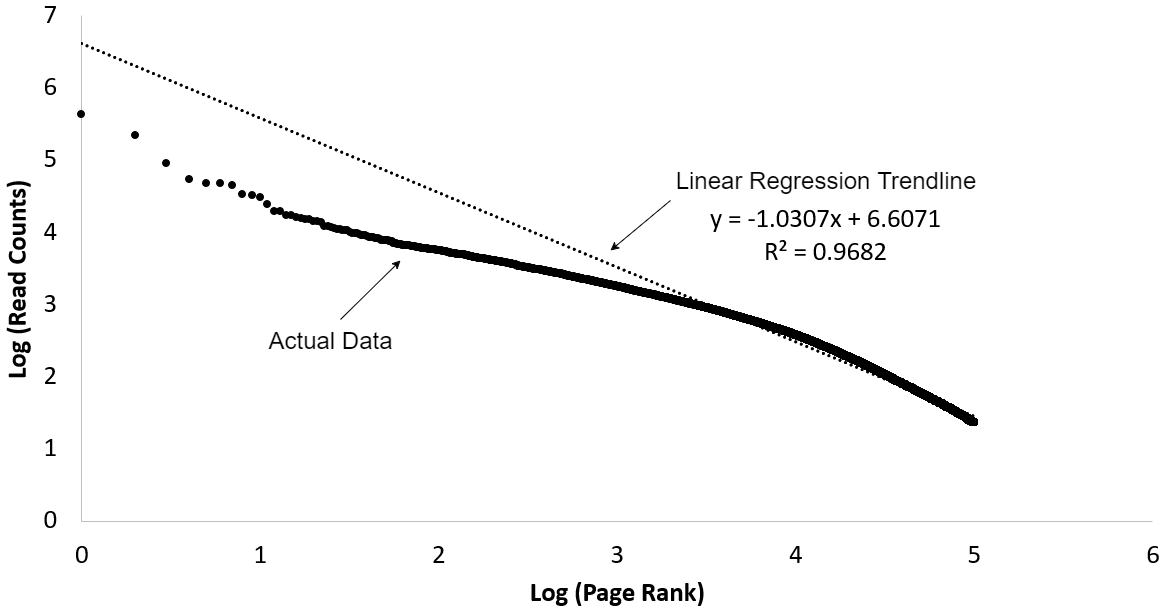 7
6
5
4
3
2
1
0
Log (Read Counts)
Linear Regression Trendline
y = -1.0307x + 6.6071
R² = 0.9682
Actual Data
0 1 2 3 4 5 6
Log (Page Rank)